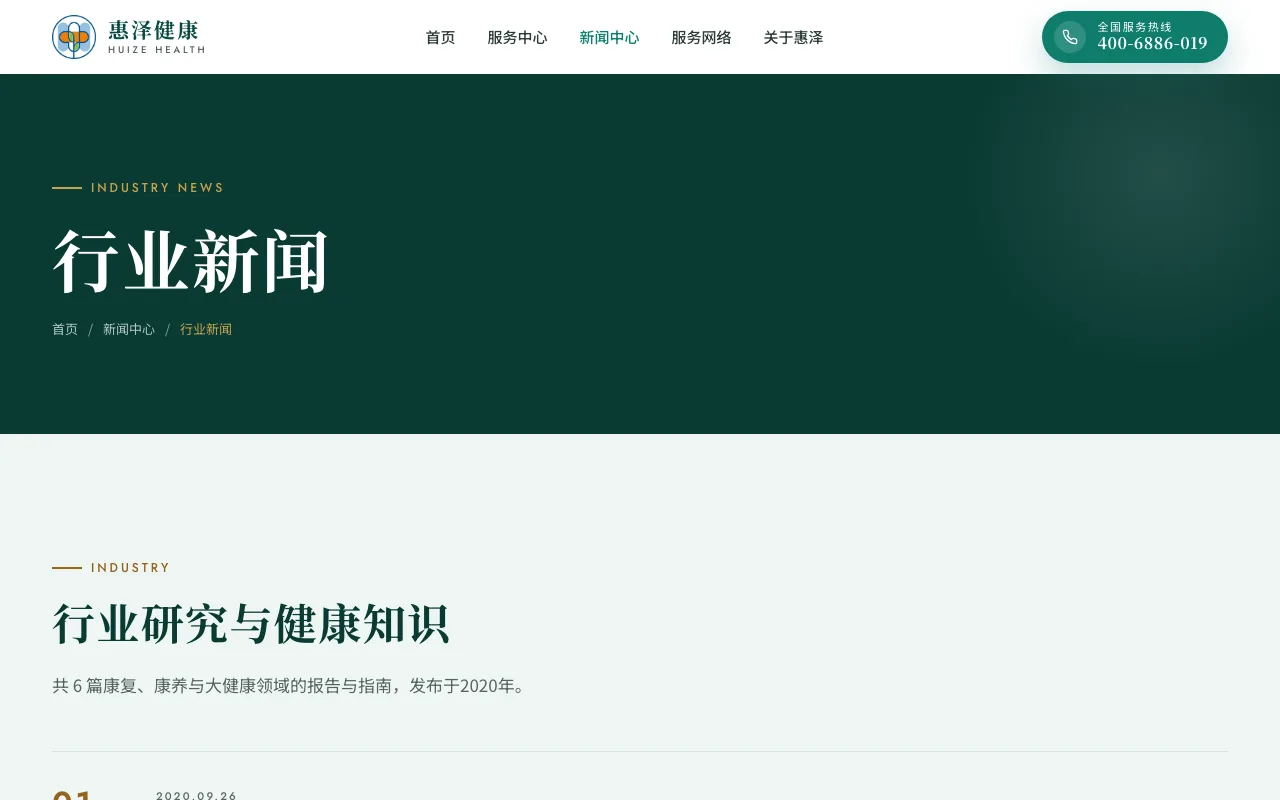 惠泽健康
HUIZE HEALTH
首页
服务中心
新闻中心
服务网络
关于惠泽
全国服务热线
400-6886-019
INDUSTRY NEWS
行业新闻
首页 / 新闻中心 / 行业新闻
INDUSTRY
行业研究与健康知识
共 6 篇康复、康养与大健康领域的报告与指南，发布于2020年。
01
2020.09.26